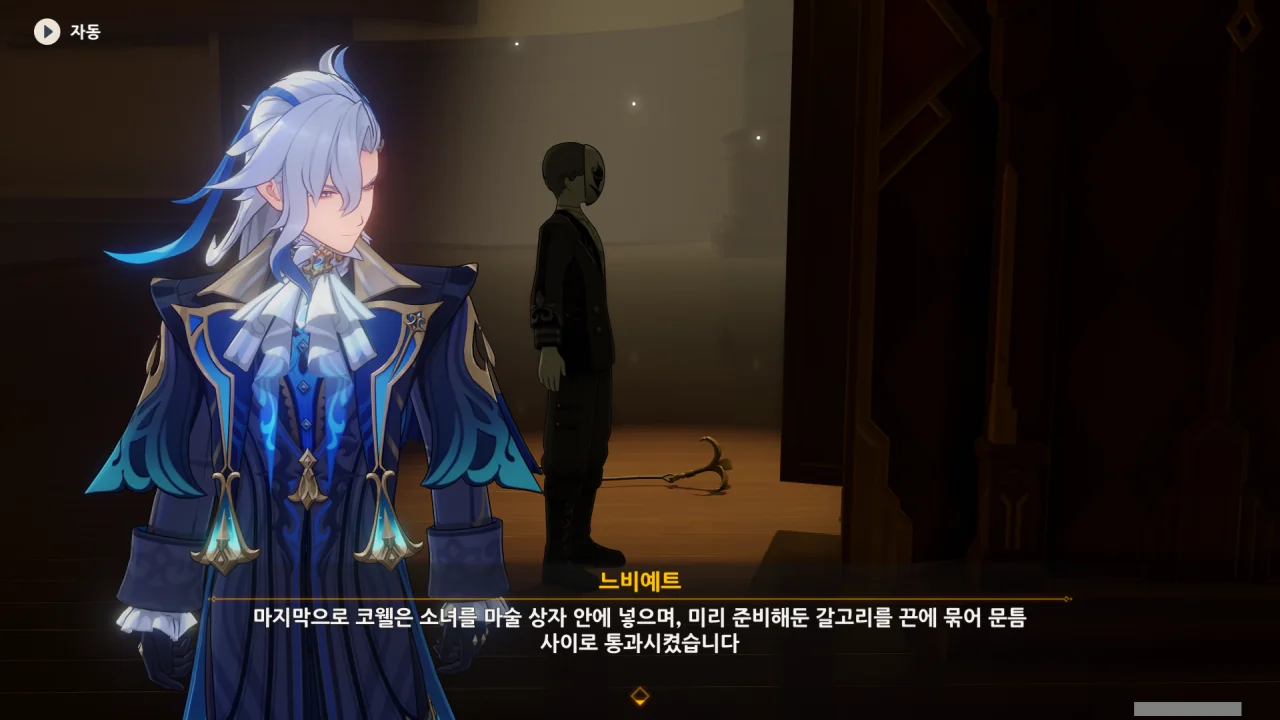 자동
느비예트
마지막으로 코웰은 소녀를 마술 상자 안에 넣으며, 미리 준비해둔 갈고리를 끈에 묶어 문틈
사이로 통과시켰습니다